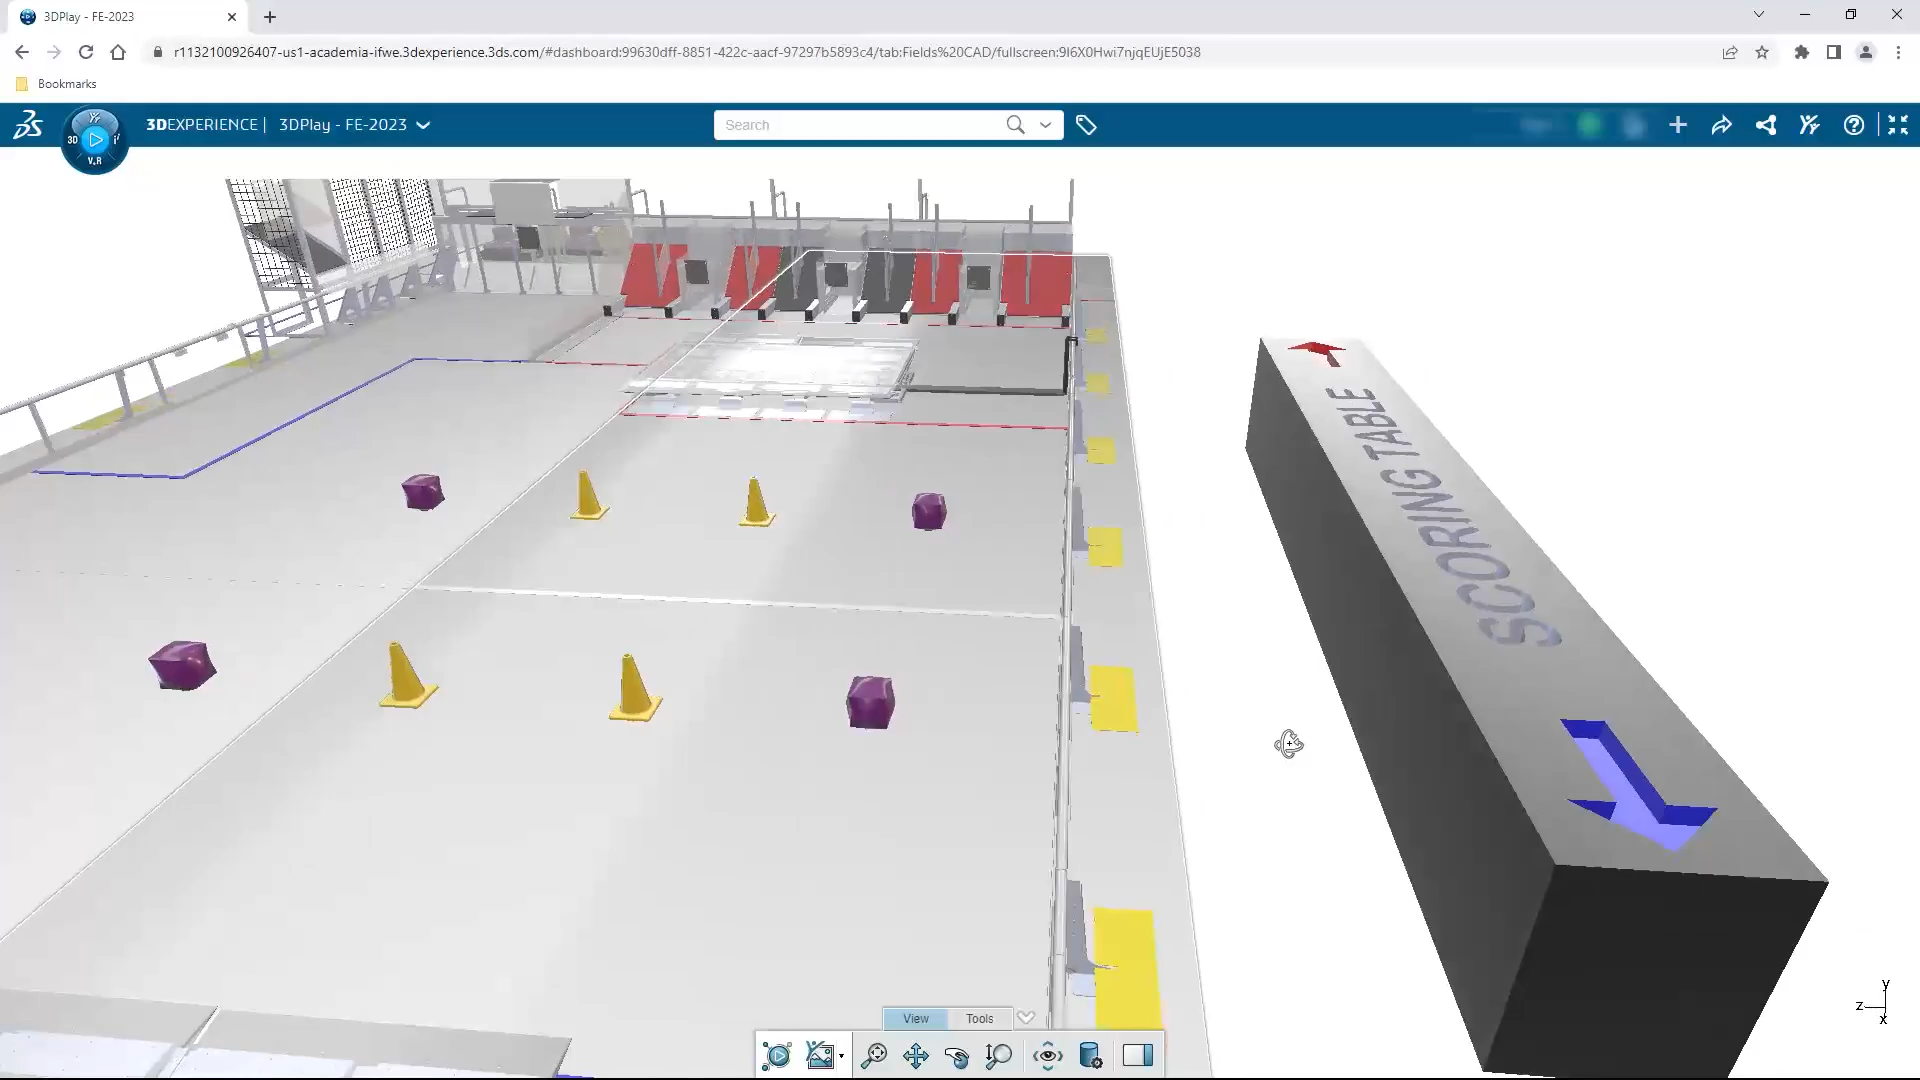 3DPlay - FE-2023
r1132100926407-us1-academia-ifwe.3dexperience.3ds.com/#dashboard:99630dff-8851-422c-aacf-97297b5893c4/tab:Fields%20CAD/fullscreen:9I6X0Hwi7njqEUjE5038
Bookmarks
3D
V.R
3DEXPERIENCE | 3DPlay - FE-2023
Search
SCORING TABLE
View Tools
y
z
x